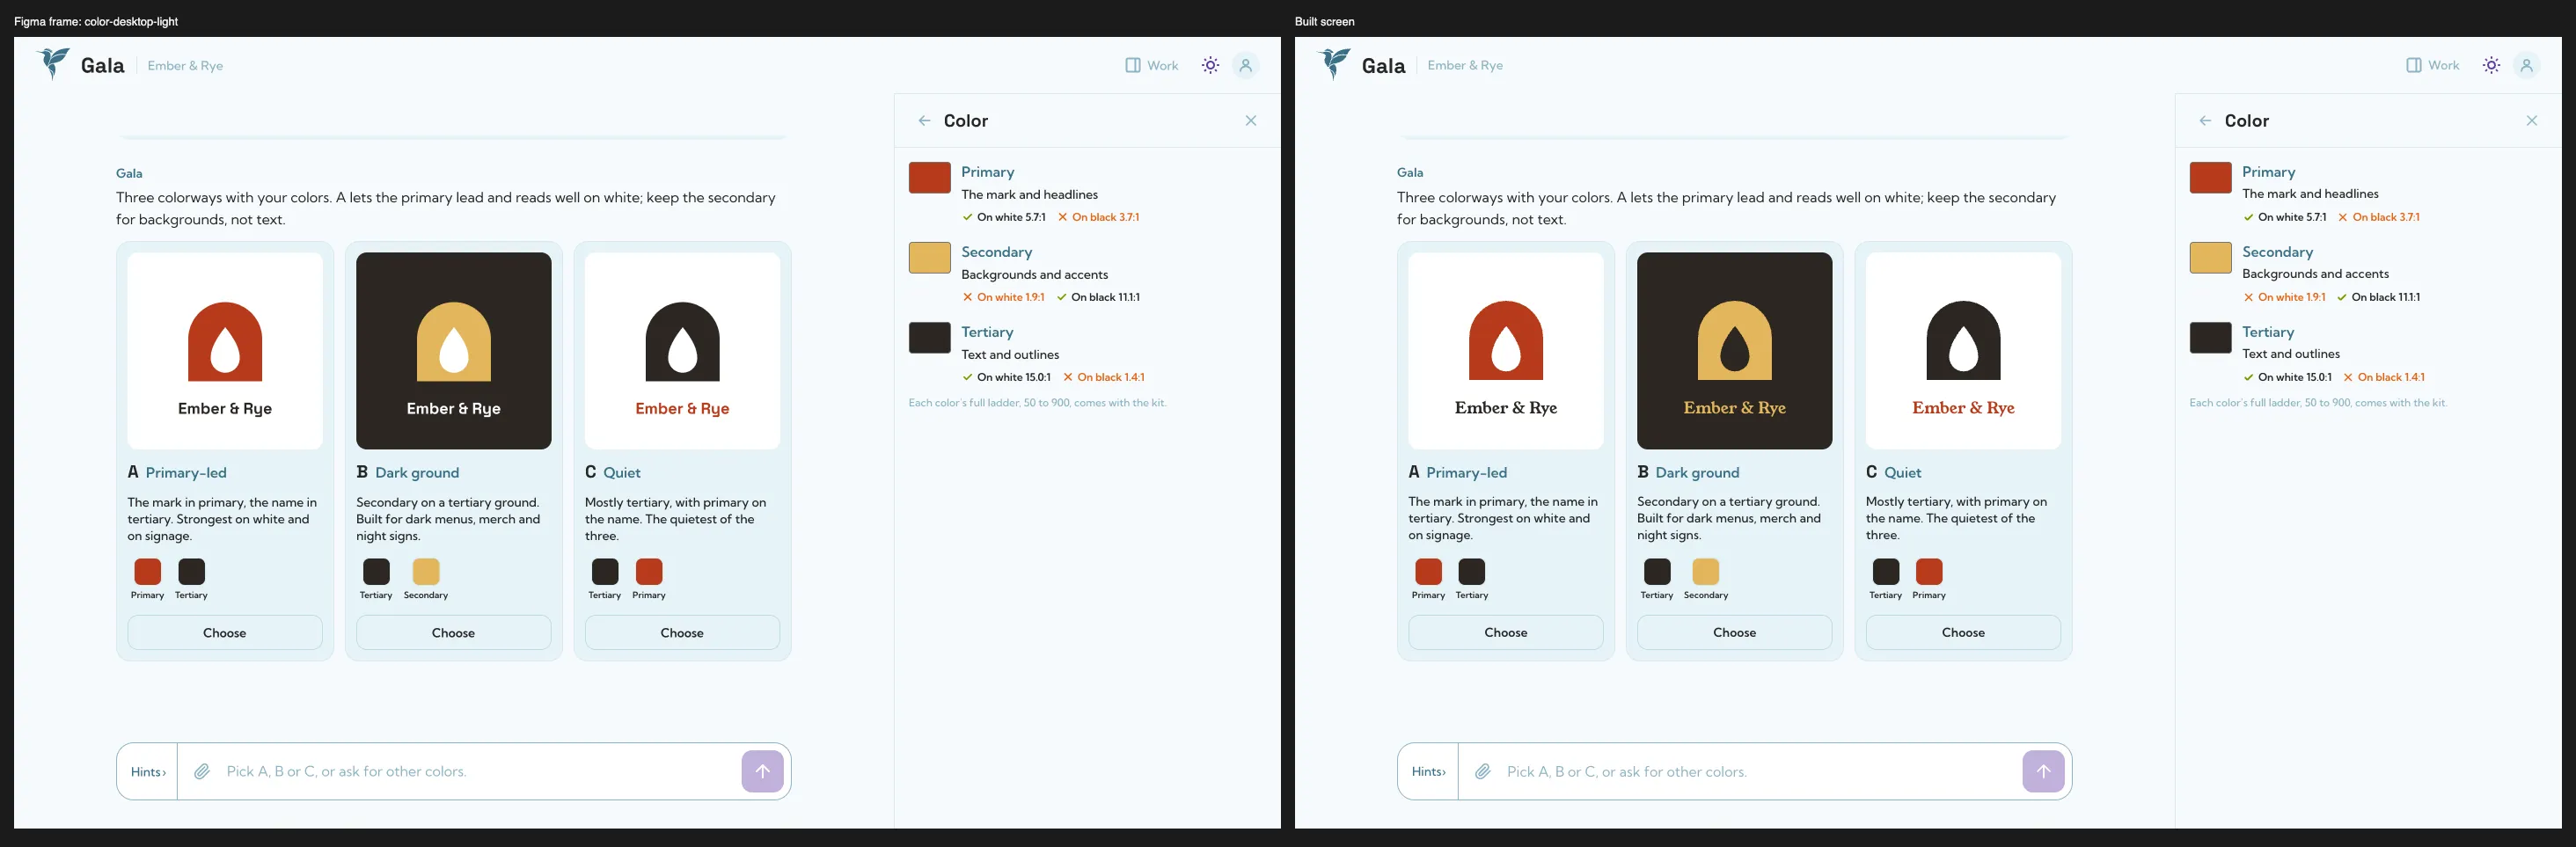 Figma frame: color-desktop-light
Gala
Ember & Rye
Work
Color
Gala
Three colorways with your colors. A lets the primary lead and reads well on white; keep the secondary
for backgrounds, not text.
Ember & Rye
A Primary-led
The mark in primary, the name in
tertiary. Strongest on white and
on signage.
Primary
Tertiary
Choose
Ember & Rye
B Dark ground
Secondary on a tertiary ground.
Built for dark menus, merch and
night signs.
Tertiary
Secondary
Choose
Ember & Rye
C Quiet
Mostly tertiary, with primary on
the name. The quietest of the
three.
Tertiary
Primary
Choose
Hints›
Pick A, B or C, or ask for other colors.
Primary
The mark and headlines
On white 5.7:1 On black 3.7:1
Secondary
Backgrounds and accents
On white 1.9:1 On black 11.1:1
Tertiary
Text and outlines
On white 15.0:1 On black 1.4:1
Each color's full ladder, 50 to 900, comes with the kit.
Built screen
Gala
Ember & Rye
Work
Color
Gala
Three colorways with your colors. A lets the primary lead and reads well on white; keep the secondary
for backgrounds, not text.
Ember & Rye
A Primary-led
The mark in primary, the name in
tertiary. Strongest on white and
on signage.
Primary
Tertiary
Choose
Ember & Rye
B Dark ground
Secondary on a tertiary ground.
Built for dark menus, merch and
night signs.
Tertiary
Secondary
Choose
Ember & Rye
C Quiet
Mostly tertiary, with primary on
the name. The quietest of the
three.
Tertiary
Primary
Choose
Hints›
Pick A, B or C, or ask for other colors.
Primary
The mark and headlines
On white 5.7:1 On black 3.7:1
Secondary
Backgrounds and accents
On white 1.9:1 On black 11.1:1
Tertiary
Text and outlines
On white 15.0:1 On black 1.4:1
Each color's full ladder, 50 to 900, comes with the kit.